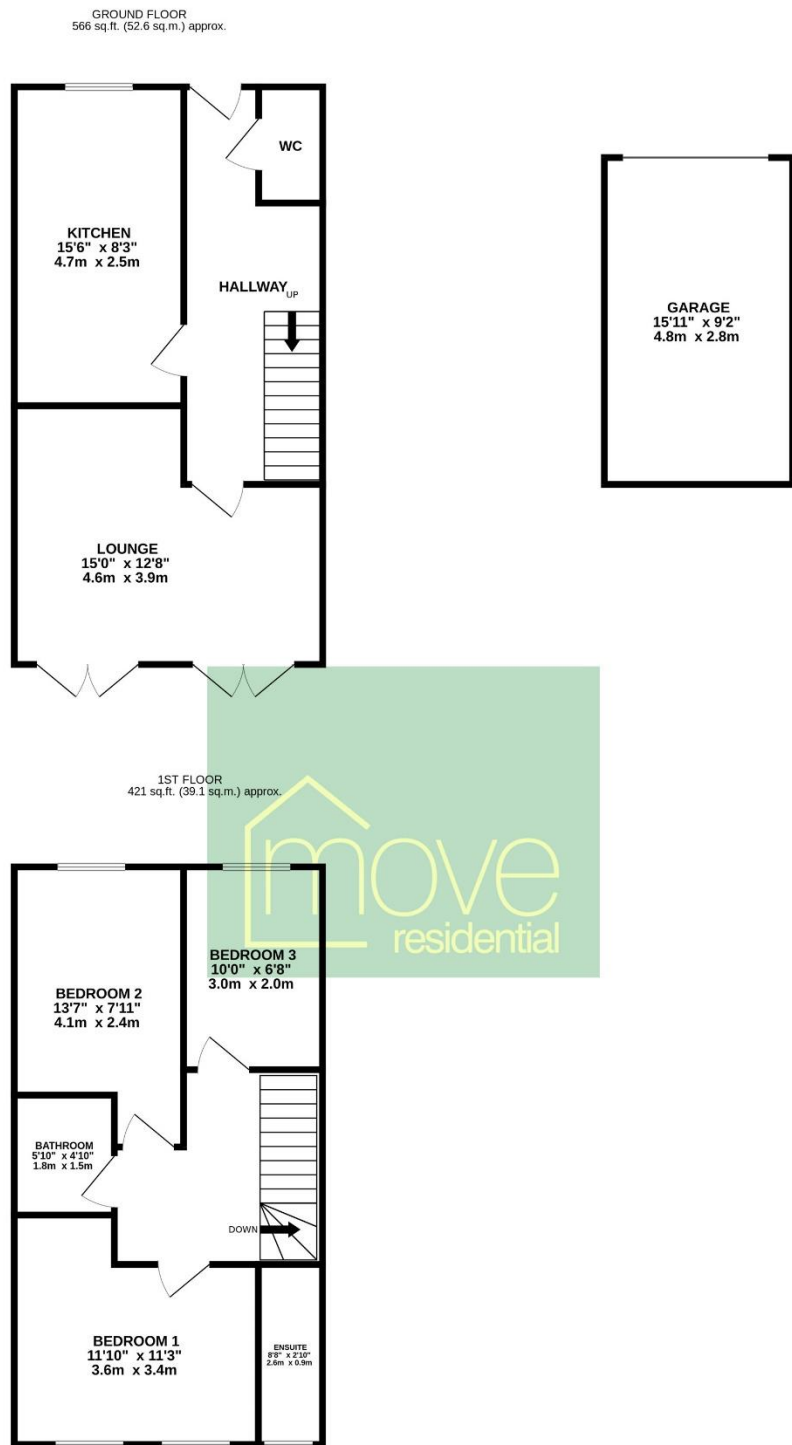 GROUND FLOOR
566 sq.ft. (52.6 sq.m.) approx.
WC
KITCHEN
15'6" x 8'3"
4.7m x 2.5m
HALLWAY
UP
GARAGE
15'11" x 9'2"
4.8m x 2.8m
LOUNGE
15'0" x 12'8"
4.6m x 3.9m
1ST FLOOR
421 sq.ft. (39.1 sq.m.) approx.
move
residential
BEDROOM 3
10'0" x 6'8"
3.0m x 2.0m
BEDROOM 2
13'7" x 7'11"
4.1m x 2.4m
BATHROOM
5'10" x 4'10"
1.8m x 1.5m
DOWN
BEDROOM 1
11'10" x 11'3"
3.6m x 3.4m
ENSUITE
8'8" x 2'10"
2.6m x 0.9m